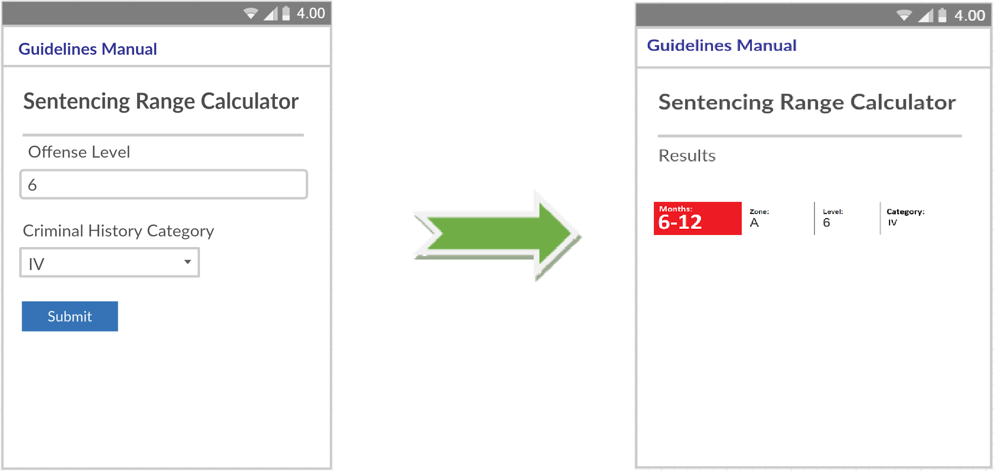 4.00
Guidelines Manual
Sentencing Range Calculator
Offense Level
6
Criminal History Category
IV
Submit
4.00
Guidelines Manual
Sentencing Range Calculator
Results
Months:
6-12
Zone:
A
Level:
6
Category:
IV